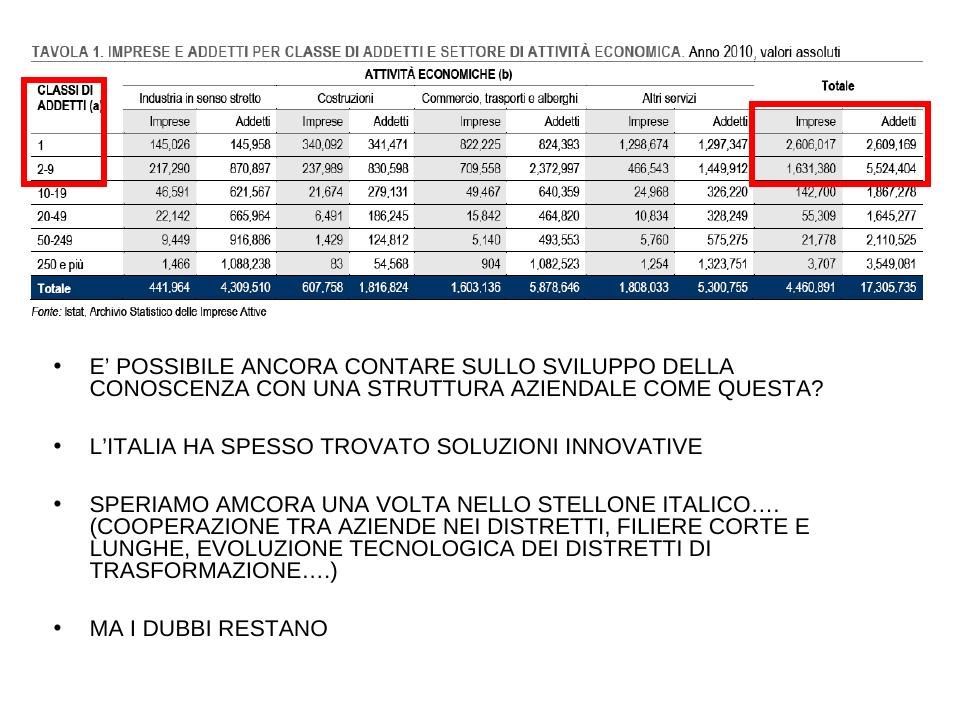 TAVOLA 1. IMPRESE E ADDETTI PER CLASSE DI ADDETTI E SETTORE DI ATTIVITÀ ECONOMICA. Anno 2010, valori assoluti
CLASSI DI ADDETTI (a) ATTIVITÀ ECONOMICHE (b) Totale
Industria in senso stretto Costruzioni Commercio, trasporti e alberghi Altri servizi
Imprese Addetti Imprese Addetti Imprese Addetti Imprese Addetti Imprese Addetti
1 145,026 145,958 340,092 341,471 822,225 824,393 1,298,674 1,297,347 2,606,017 2,609,169
2-9 217,290 870,897 237,989 830,598 709,558 2,372,997 466,543 1,449,912 1,631,380 5,524,404
10-19 46,591 621,567 21,674 279,131 49,467 640,359 24,968 326,220 142,700 1,867,278
20-49 22,142 665,964 6,491 186,245 15,842 464,820 10,834 328,249 55,309 1,645,277
50-249 9,449 916,886 1,429 124,812 5,140 493,553 5,760 575,275 21,778 2,110,525
250 e più 1,466 1,088,238 83 54,568 904 1,082,523 1,254 1,323,751 3,707 3,549,081
Totale 441,964 4,309,510 607,758 1,816,824 1,603,136 5,878,646 1,808,033 5,300,755 4,460,891 17,305,735
Fonte: Istat, Archivio Statistico delle Imprese Attive
• E' POSSIBILE ANCORA CONTARE SULLO SVILUPPO DELLA
CONOSCENZA CON UNA STRUTTURA AZIENDALE COME QUESTA?
• L'ITALIA HA SPESSO TROVATO SOLUZIONI INNOVATIVE
• SPERIAMO AMCORA UNA VOLTA NELLO STELLONE ITALICO….
(COOPERAZIONE TRA AZIENDE NEI DISTRETTI, FILIERE CORTE E
LUNGHE, EVOLUZIONE TECNOLOGICA DEI DISTRETTI DI
TRASFORMAZIONE….)
• MA I DUBBI RESTANO